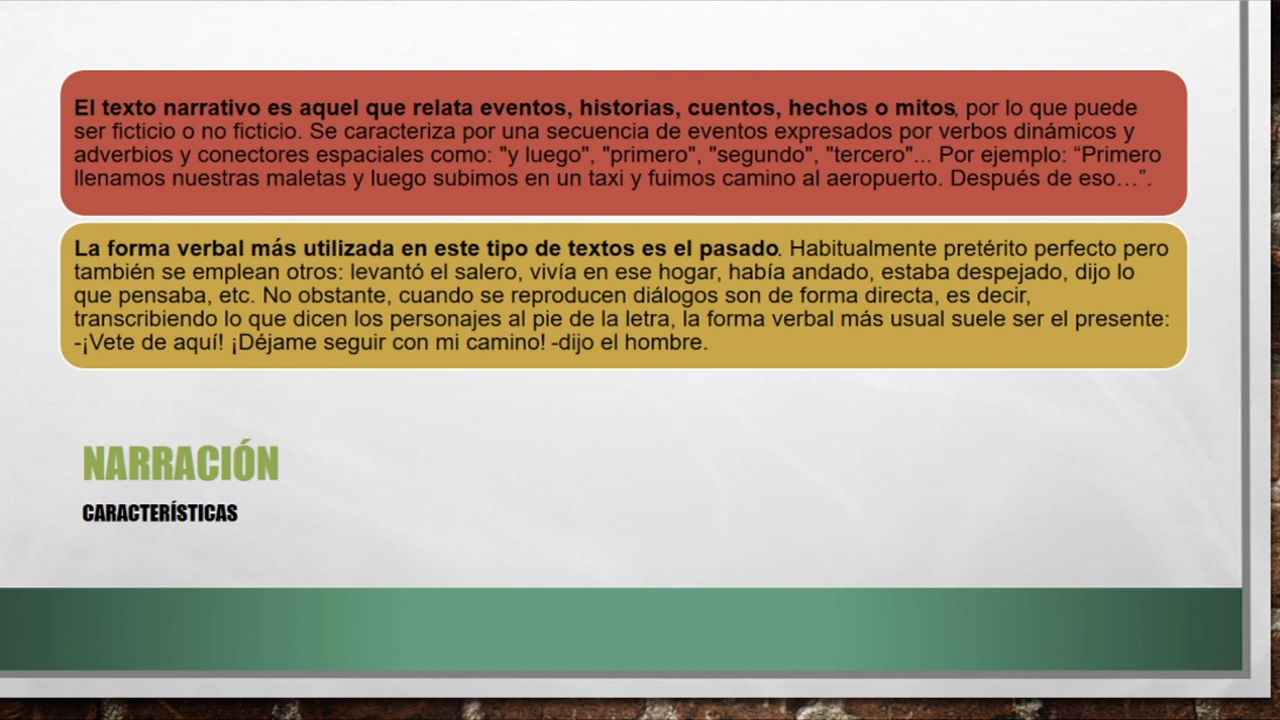 El texto narrativo es aquel que relata eventos, historias, cuentos, hechos o mitos, por lo que puede
ser ficticio o no ficticio. Se caracteriza por una secuencia de eventos expresados por verbos dinámicos y
adverbios y conectores espaciales como: "y luego", "primero", "segundo", "tercero"... Por ejemplo: “Primero
llenamos nuestras maletas y luego subimos en un taxi y fuimos camino al aeropuerto. Después de eso…”.
La forma verbal más utilizada en este tipo de textos es el pasado. Habitualmente pretérito perfecto pero
también se emplean otros: levantó el salero, vivía en ese hogar, había andado, estaba despejado, dijo lo
que pensaba, etc. No obstante, cuando se reproducen diálogos son de forma directa, es decir,
transcribiendo lo que dicen los personajes al pie de la letra, la forma verbal más usual suele ser el presente:
-¡Vete de aquí! ¡Déjame seguir con mi camino! -dijo el hombre.
NARRACIÓN
CARACTERÍSTICAS